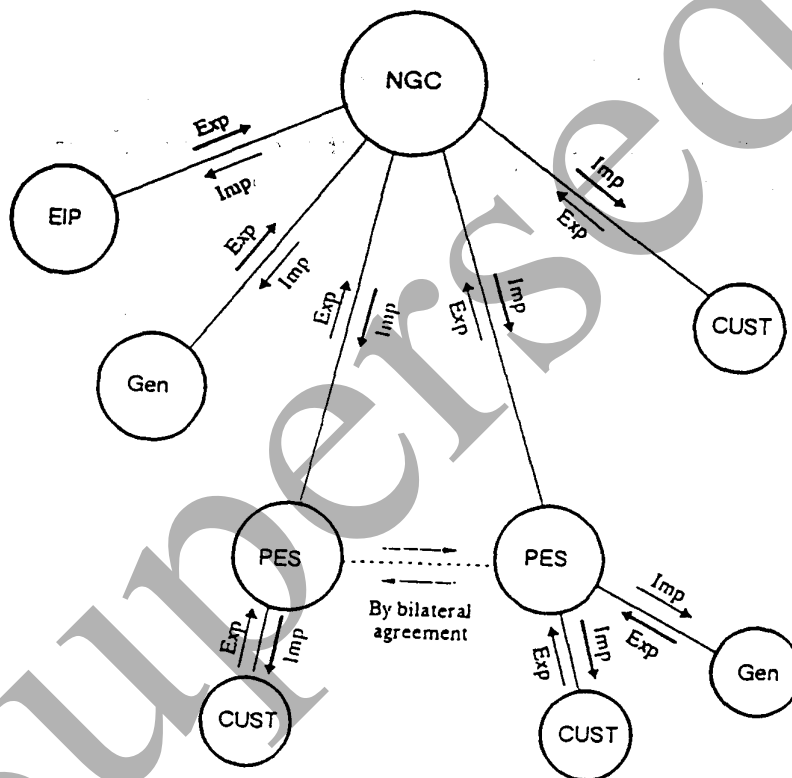 NGC
Exp
Imp
EIP
Exp
Imp
Gen
Exp
Imp
Exp
Imp
Imp
Exp
CUST
PES
PES
By bilateral
agreement
Exp
Imp
CUST
Exp
Imp
CUST
Imp
Exp
Gen